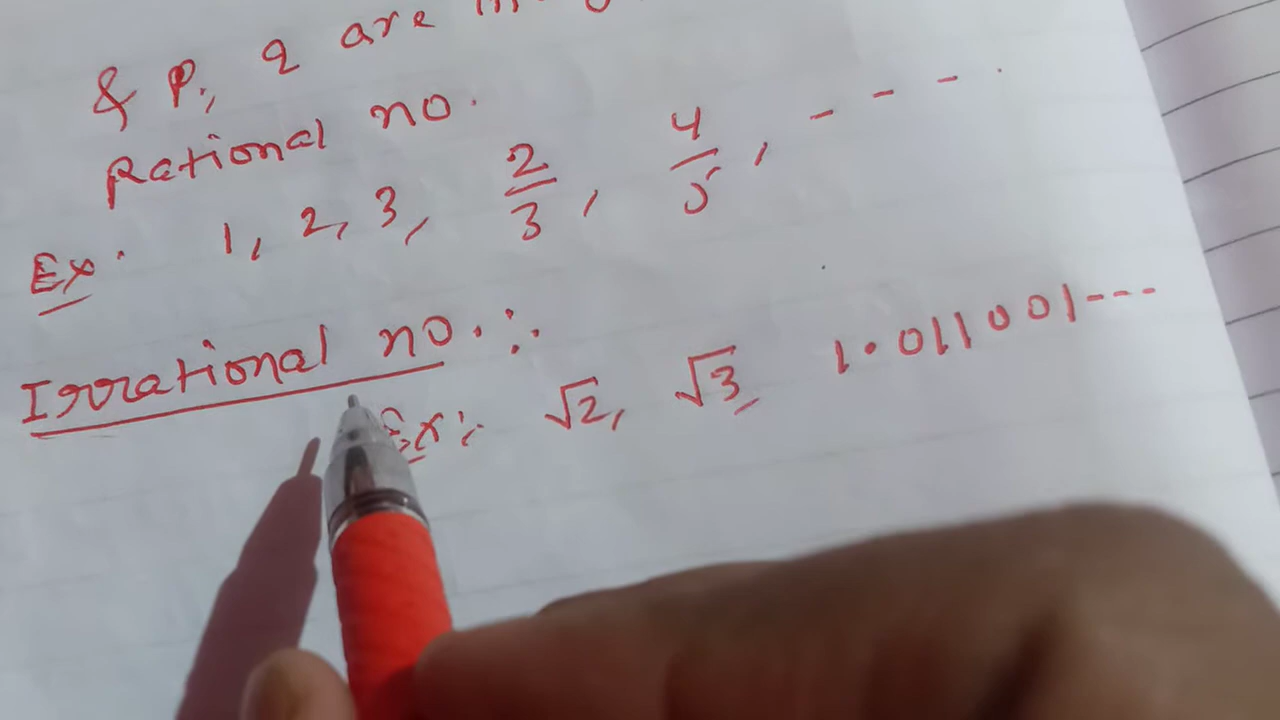 & P, q are
Rational no.
Ex. 1, 2, 3, 2/3, 4/5, - - - .
Irrational no. :
Ex: √2, √3 1.011001---